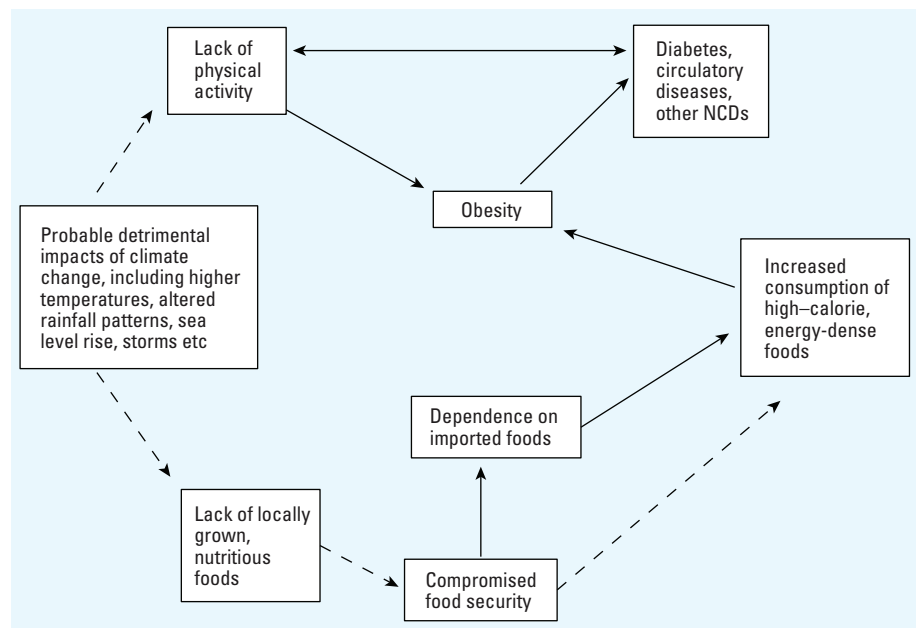 Lack of
physical
activity
Diabetes,
circulatory
diseases,
other NCDs
Obesity
Probable detrimental
impacts of climate
change, including higher
temperatures, altered
rainfall patterns, sea
level rise, storms etc
Increased
consumption of
high–calorie,
energy-dense
foods
Dependence on
imported foods
Lack of locally
grown,
nutritious
foods
Compromised
food security